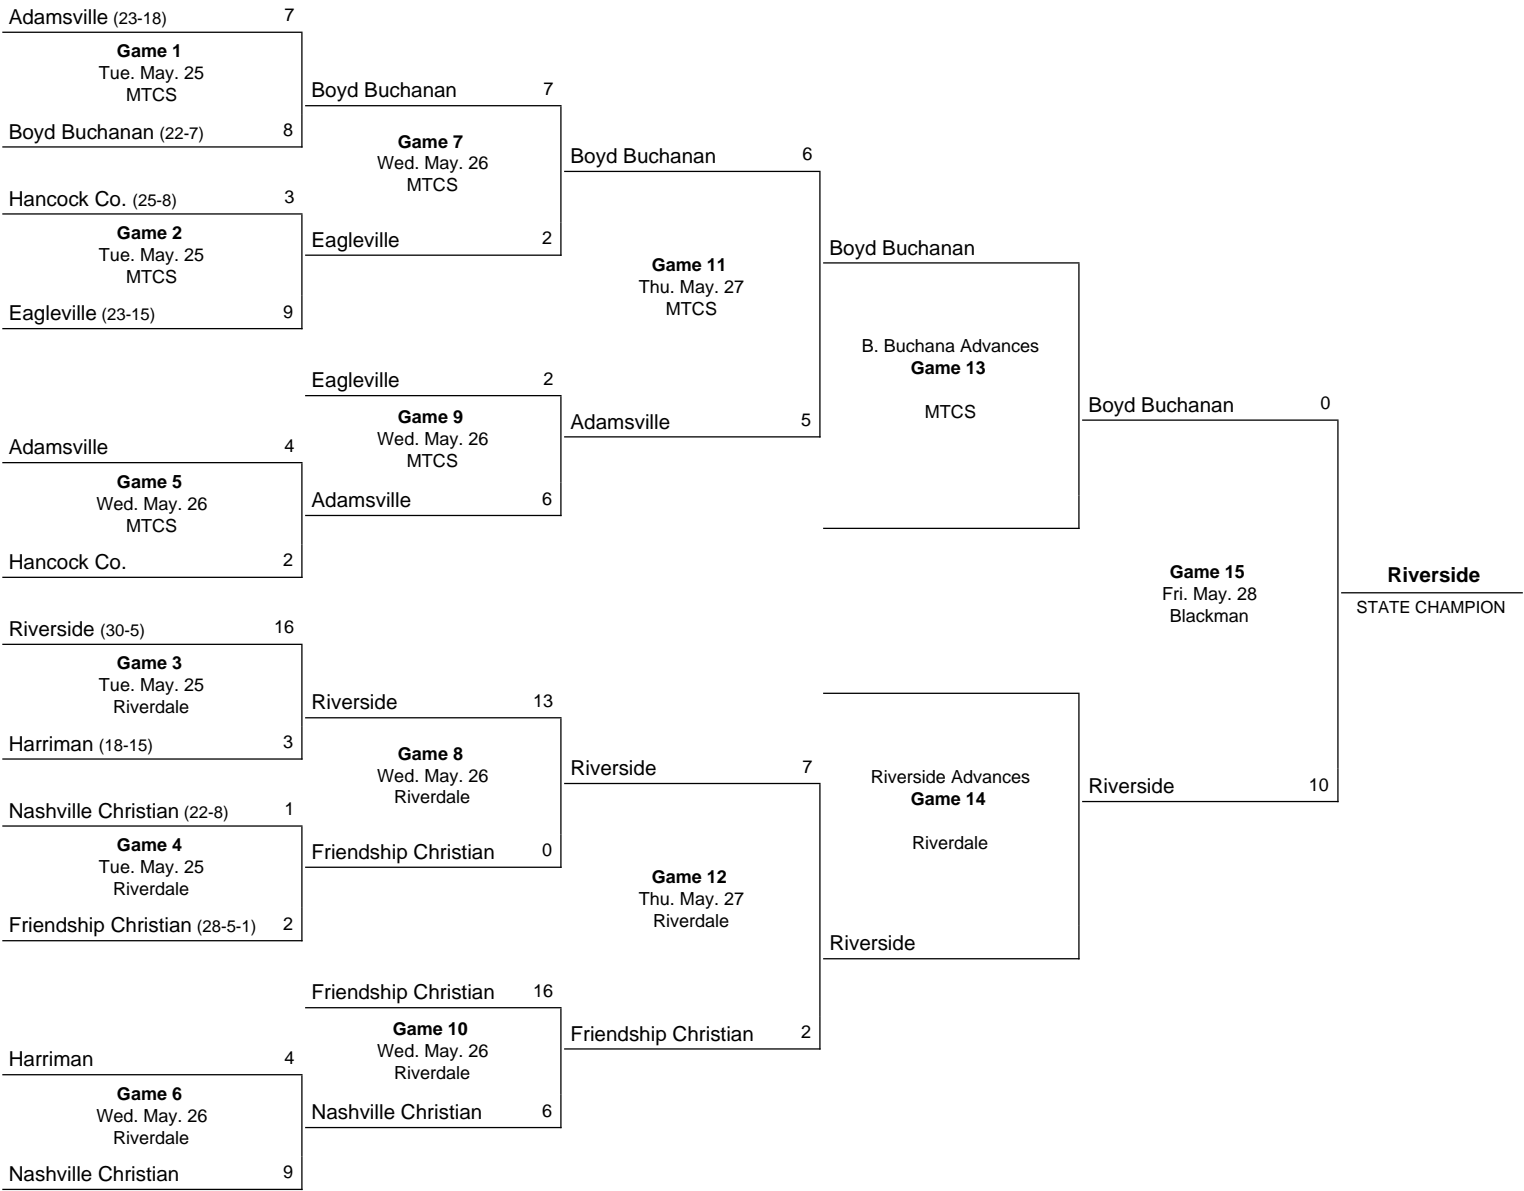 Adamsville (23-18) 7
Game 1
Tue. May. 25
MTCS
Boyd Buchanan (22-7) 8
Hancock Co. (25-8) 3
Game 2
Tue. May. 25
MTCS
Eagleville (23-15) 9
Adamsville 4
Game 5
Wed. May. 26
MTCS
Hancock Co. 2
Riverside (30-5) 16
Game 3
Tue. May. 25
Riverdale
Harriman (18-15) 3
Nashville Christian (22-8) 1
Game 4
Tue. May. 25
Riverdale
Friendship Christian (28-5-1) 2
Harriman 4
Game 6
Wed. May. 26
Riverdale
Nashville Christian 9
Boyd Buchanan 7
Game 7
Wed. May. 26
MTCS
Eagleville 2
Eagleville 2
Game 9
Wed. May. 26
MTCS
Adamsville 6
Riverside 13
Game 8
Wed. May. 26
Riverdale
Friendship Christian 0
Friendship Christian 16
Game 10
Wed. May. 26
Riverdale
Nashville Christian 6
Boyd Buchanan 6
Game 11
Thu. May. 27
MTCS
Adamsville 5
Riverside 7
Game 12
Thu. May. 27
Riverdale
Friendship Christian 2
Boyd Buchanan
B. Buchana Advances
Game 13
MTCS
Riverside Advances
Game 14
Riverdale
Riverside
Boyd Buchanan 0
Game 15
Fri. May. 28
Blackman
Riverside 10
Riverside
STATE CHAMPION